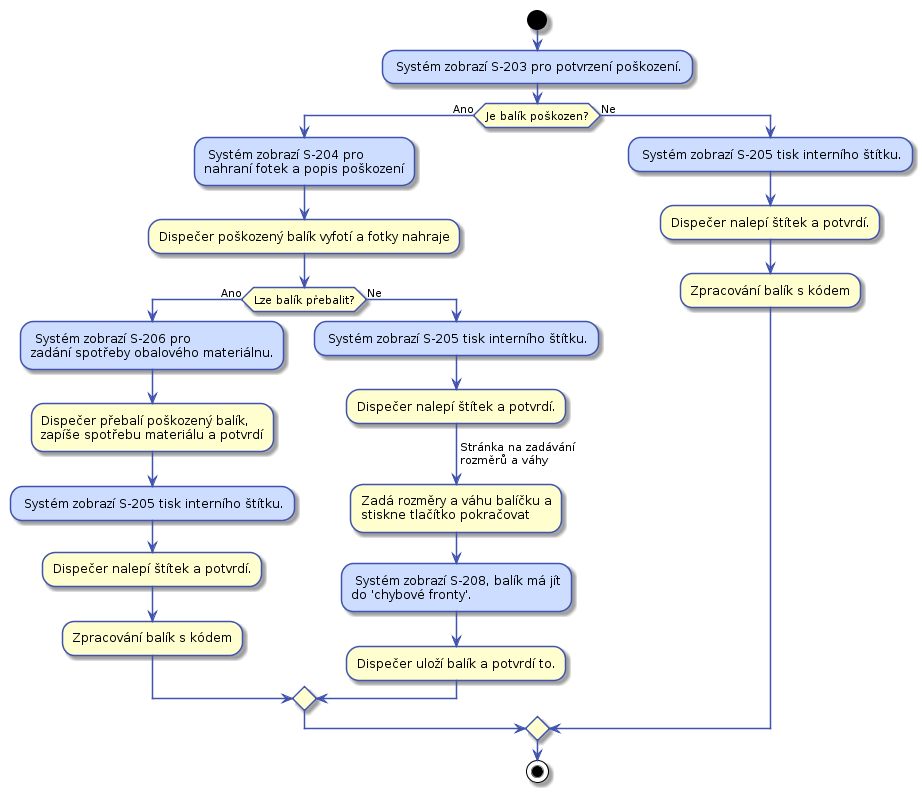 Systém zobrazí S-203 pro potvrzení poškození.
Je balík poškozen?
Ano
Ne
Systém zobrazí S-204 pro
nahraní fotek a popis poškození
Dispečer poškozený balík vyfotí a fotky nahraje
Lze balík přebalit?
Ano
Ne
Systém zobrazí S-206 pro
zadání spotřeby obalového materiálnu.
Dispečer přebalí poškozený balík,
zapíše spotřebu materiálu a potvrdí
Systém zobrazí S-205 tisk interního štítku.
Dispečer nalepí štítek a potvrdí.
Zpracování balík s kódem
Systém zobrazí S-205 tisk interního štítku.
Dispečer nalepí štítek a potvrdí.
Stránka na zadávání
rozměrů a váhy
Zadá rozměry a váhu balíčku a
stiskne tlačítko pokračovat
Systém zobrazí S-208, balík má jít
do 'chybové fronty'.
Dispečer uloží balík a potvrdí to.
Systém zobrazí S-205 tisk interního štítku.
Dispečer nalepí štítek a potvrdí.
Zpracování balík s kódem